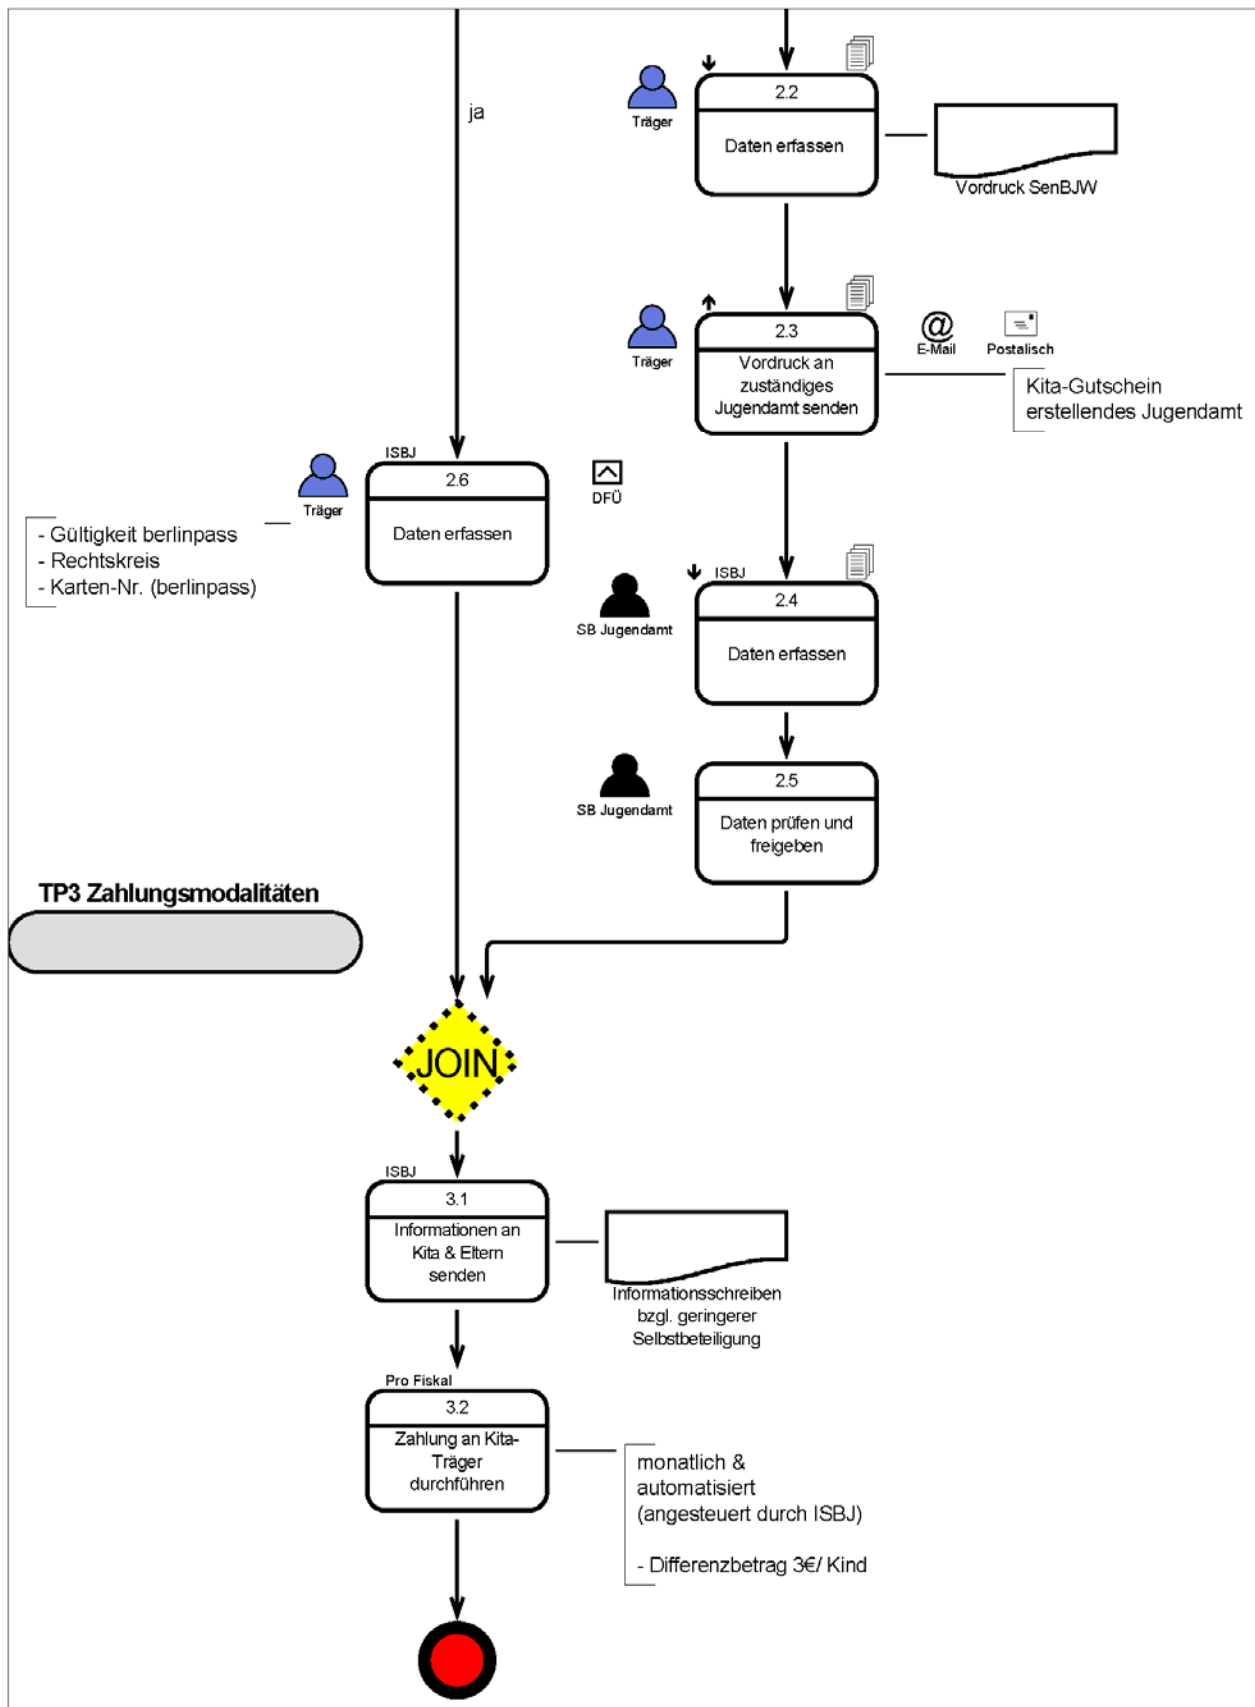 ja
Träger
2.2
Daten erfassen
Vordruck SenBJW
Träger
2.3
Vordruck an
zuständiges
Jugendamt senden
@
E-Mail
Postalisch
Kita-Gutschein
erstellendes Jugendamt
ISBJ
Träger
2.6
Daten erfassen
- Gültigkeit berlinpass
- Rechtskreis
- Karten-Nr. (berlinpass)
DFÜ
ISBJ
SB Jugendamt
2.4
Daten erfassen
SB Jugendamt
2.5
Daten prüfen und
freigeben
TP3 Zahlungsmodalitäten
JOIN
ISBJ
3.1
Informationen an
Kita & Eltern
senden
Informationsschreiben
bzgl. geringerer
Selbstbeteiligung
Pro Fiskal
3.2
Zahlung an Kita-
Träger
durchführen
monatlich &
automatisiert
(angesteuert durch ISBJ)
- Differenzbetrag 3€/ Kind